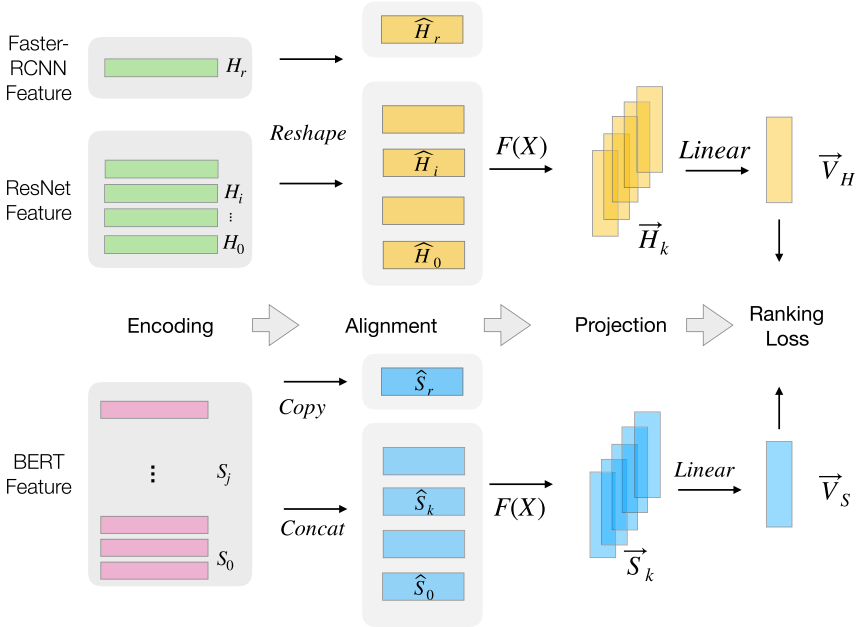 Faster-
RCNN
Feature
H_r
Ĥ_r
ResNet
Feature
H_i
⋮
H_0
Reshape
Ĥ_i
Ĥ_0
F(X)
H⃗_k
Linear
V⃗_H
Encoding
Alignment
Projection
Ranking
Loss
BERT
Feature
⋮
S_j
S_0
Copy
Concat
Ŝ_r
Ŝ_k
Ŝ_0
F(X)
S⃗_k
Linear
V⃗_S